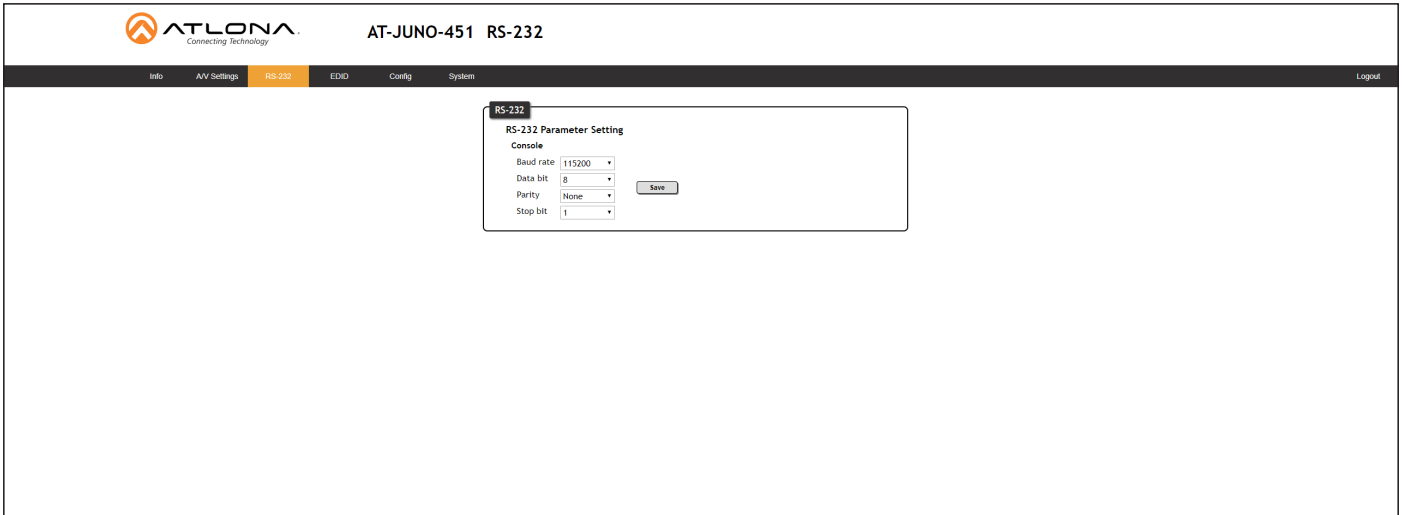 ATLONA.
Connecting Technology
AT-JUNO-451 RS-232
Info A/V Settings RS-232 EDID Config System Logout
RS-232
RS-232 Parameter Setting
Console
Baud rate 115200
Data bit 8
Save
Parity None
Stop bit 1